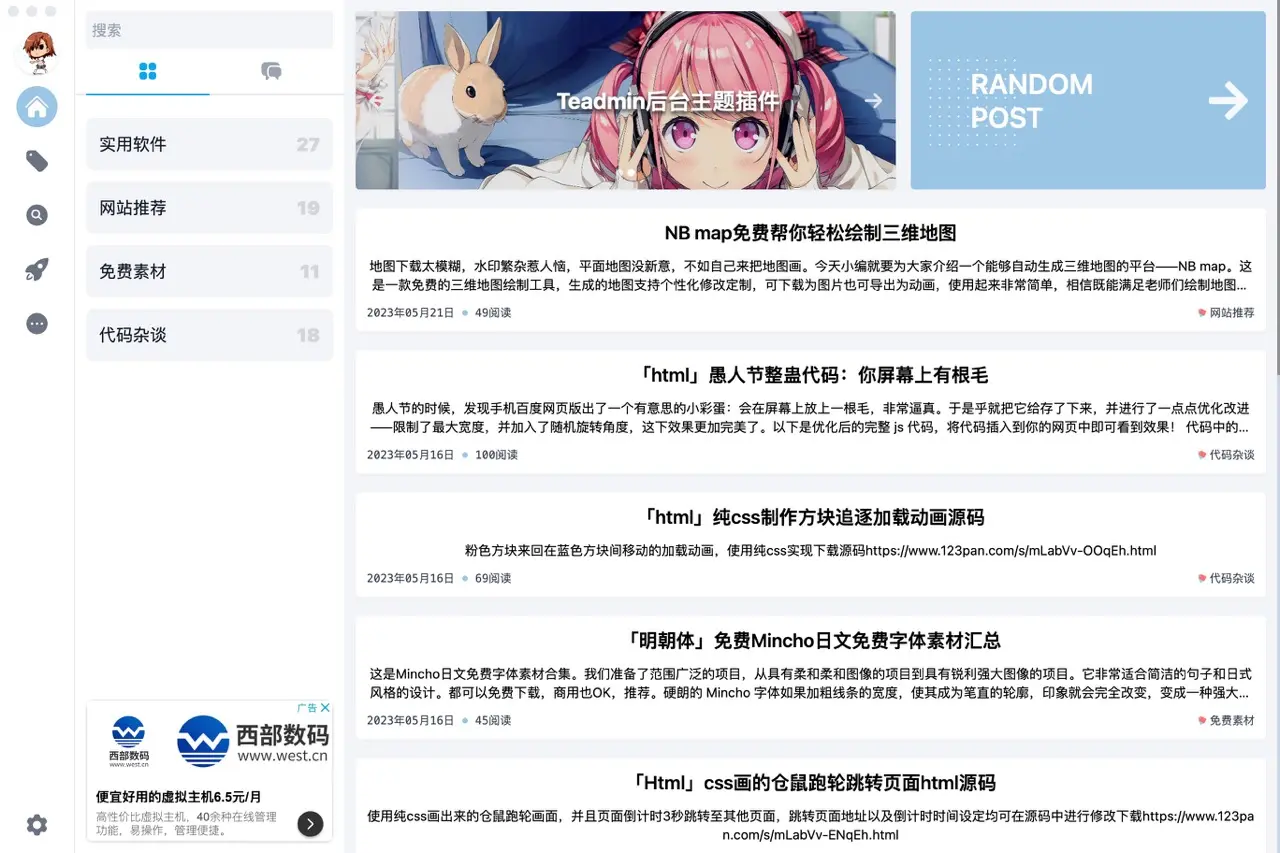 搜索
实用软件 27
网站推荐 19
免费素材 11
代码杂谈 18
广告
西部数码
www.west.cn
西部数码
www.west.cn
便宜好用的虚拟主机6.5元/月
高性价比虚拟主机，40余种在线管理
功能，易操作，管理便捷。
Teadmin后台主题插件
RANDOM
POST
NB map免费帮你轻松绘制三维地图
地图下载太模糊，水印繁杂惹人恼，平面地图没新意，不如自己来把地图画。今天小编就要为大家介绍一个能够自动生成三维地图的平台——NB map。这
是一款免费的三维地图绘制工具，生成的地图支持个性化修改定制，可下载为图片也可导出为动画，使用起来非常简单，相信既能满足老师们绘制地图...
2023年05月21日 49阅读 网站推荐
「html」愚人节整蛊代码：你屏幕上有根毛
愚人节的时候，发现手机百度网页版出了一个有意思的小彩蛋：会在屏幕上放上一根毛，非常逼真。于是乎就把它给存了下来，并进行了一点点优化改进
——限制了最大宽度，并加入了随机旋转角度，这下效果更加完美了。以下是优化后的完整 js 代码，将代码插入到你的网页中即可看到效果！ 代码中的...
2023年05月16日 100阅读 代码杂谈
「html」纯css制作方块追逐加载动画源码
粉色方块来回在蓝色方块间移动的加载动画，使用纯css实现下载源码https://www.123pan.com/s/mLabVv-OOqEh.html
2023年05月16日 69阅读 代码杂谈
「明朝体」免费Mincho日文免费字体素材汇总
这是Mincho日文免费字体素材合集。我们准备了范围广泛的项目，从具有柔和柔和图像的项目到具有锐利强大图像的项目。它非常适合简洁的句子和日式
风格的设计。都可以免费下载，商用也OK，推荐。硬朗的 Mincho 字体如果加粗线条的宽度，使其成为笔直的轮廓，印象就会完全改变，变成一种强大...
2023年05月16日 45阅读 免费素材
「Html」css画的仓鼠跑轮跳转页面html源码
使用纯css画出来的仓鼠跑轮画面，并且页面倒计时3秒跳转至其他页面，跳转页面地址以及倒计时时间设定均可在源码中进行修改下载https://www.123pa
n.com/s/mLabVv-ENqEh.html